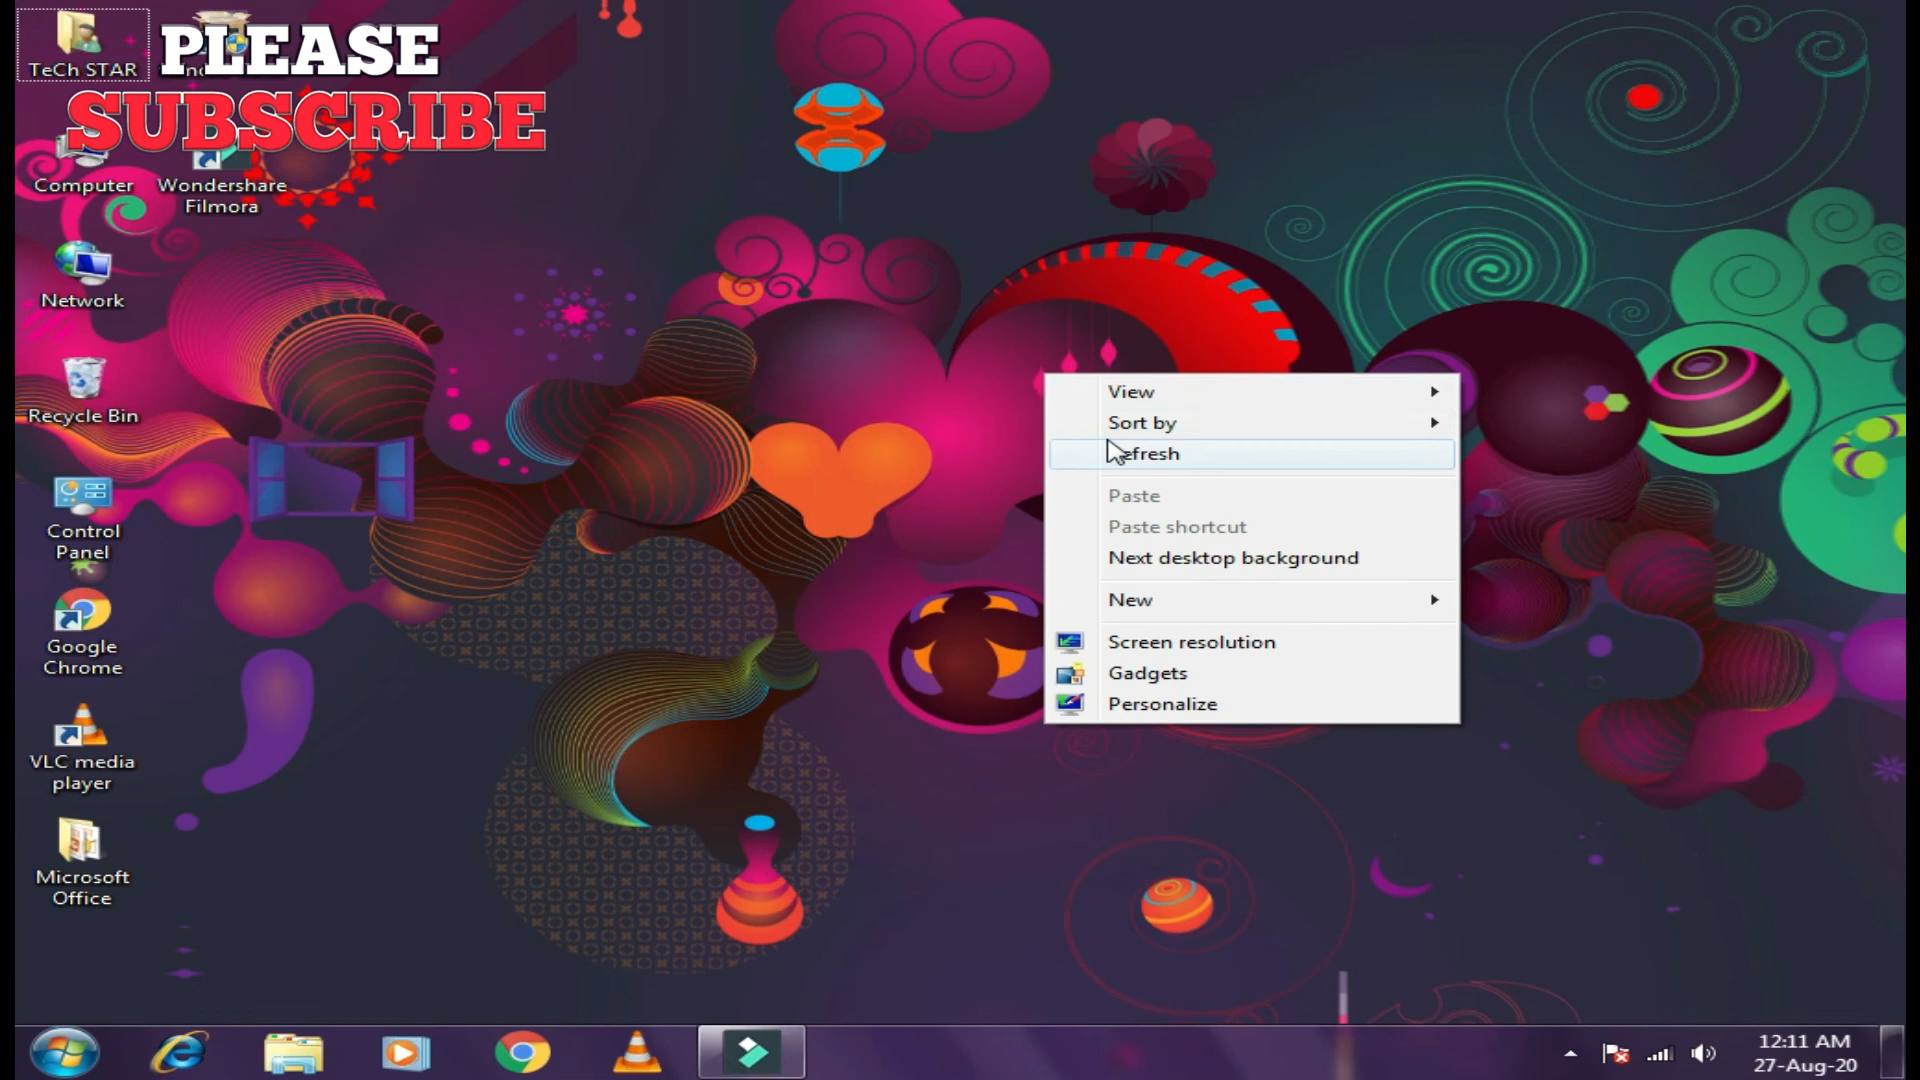 TeCh STAR
PLEASE
SUBSCRIBE
Computer
Wondershare
Filmora
Network
Recycle Bin
Control
Panel
Google
Chrome
VLC media
player
Microsoft
Office
View
Sort by
efresh
Paste
Paste shortcut
Next desktop background
New
Screen resolution
Gadgets
Personalize
12:11 AM
27-Aug-20